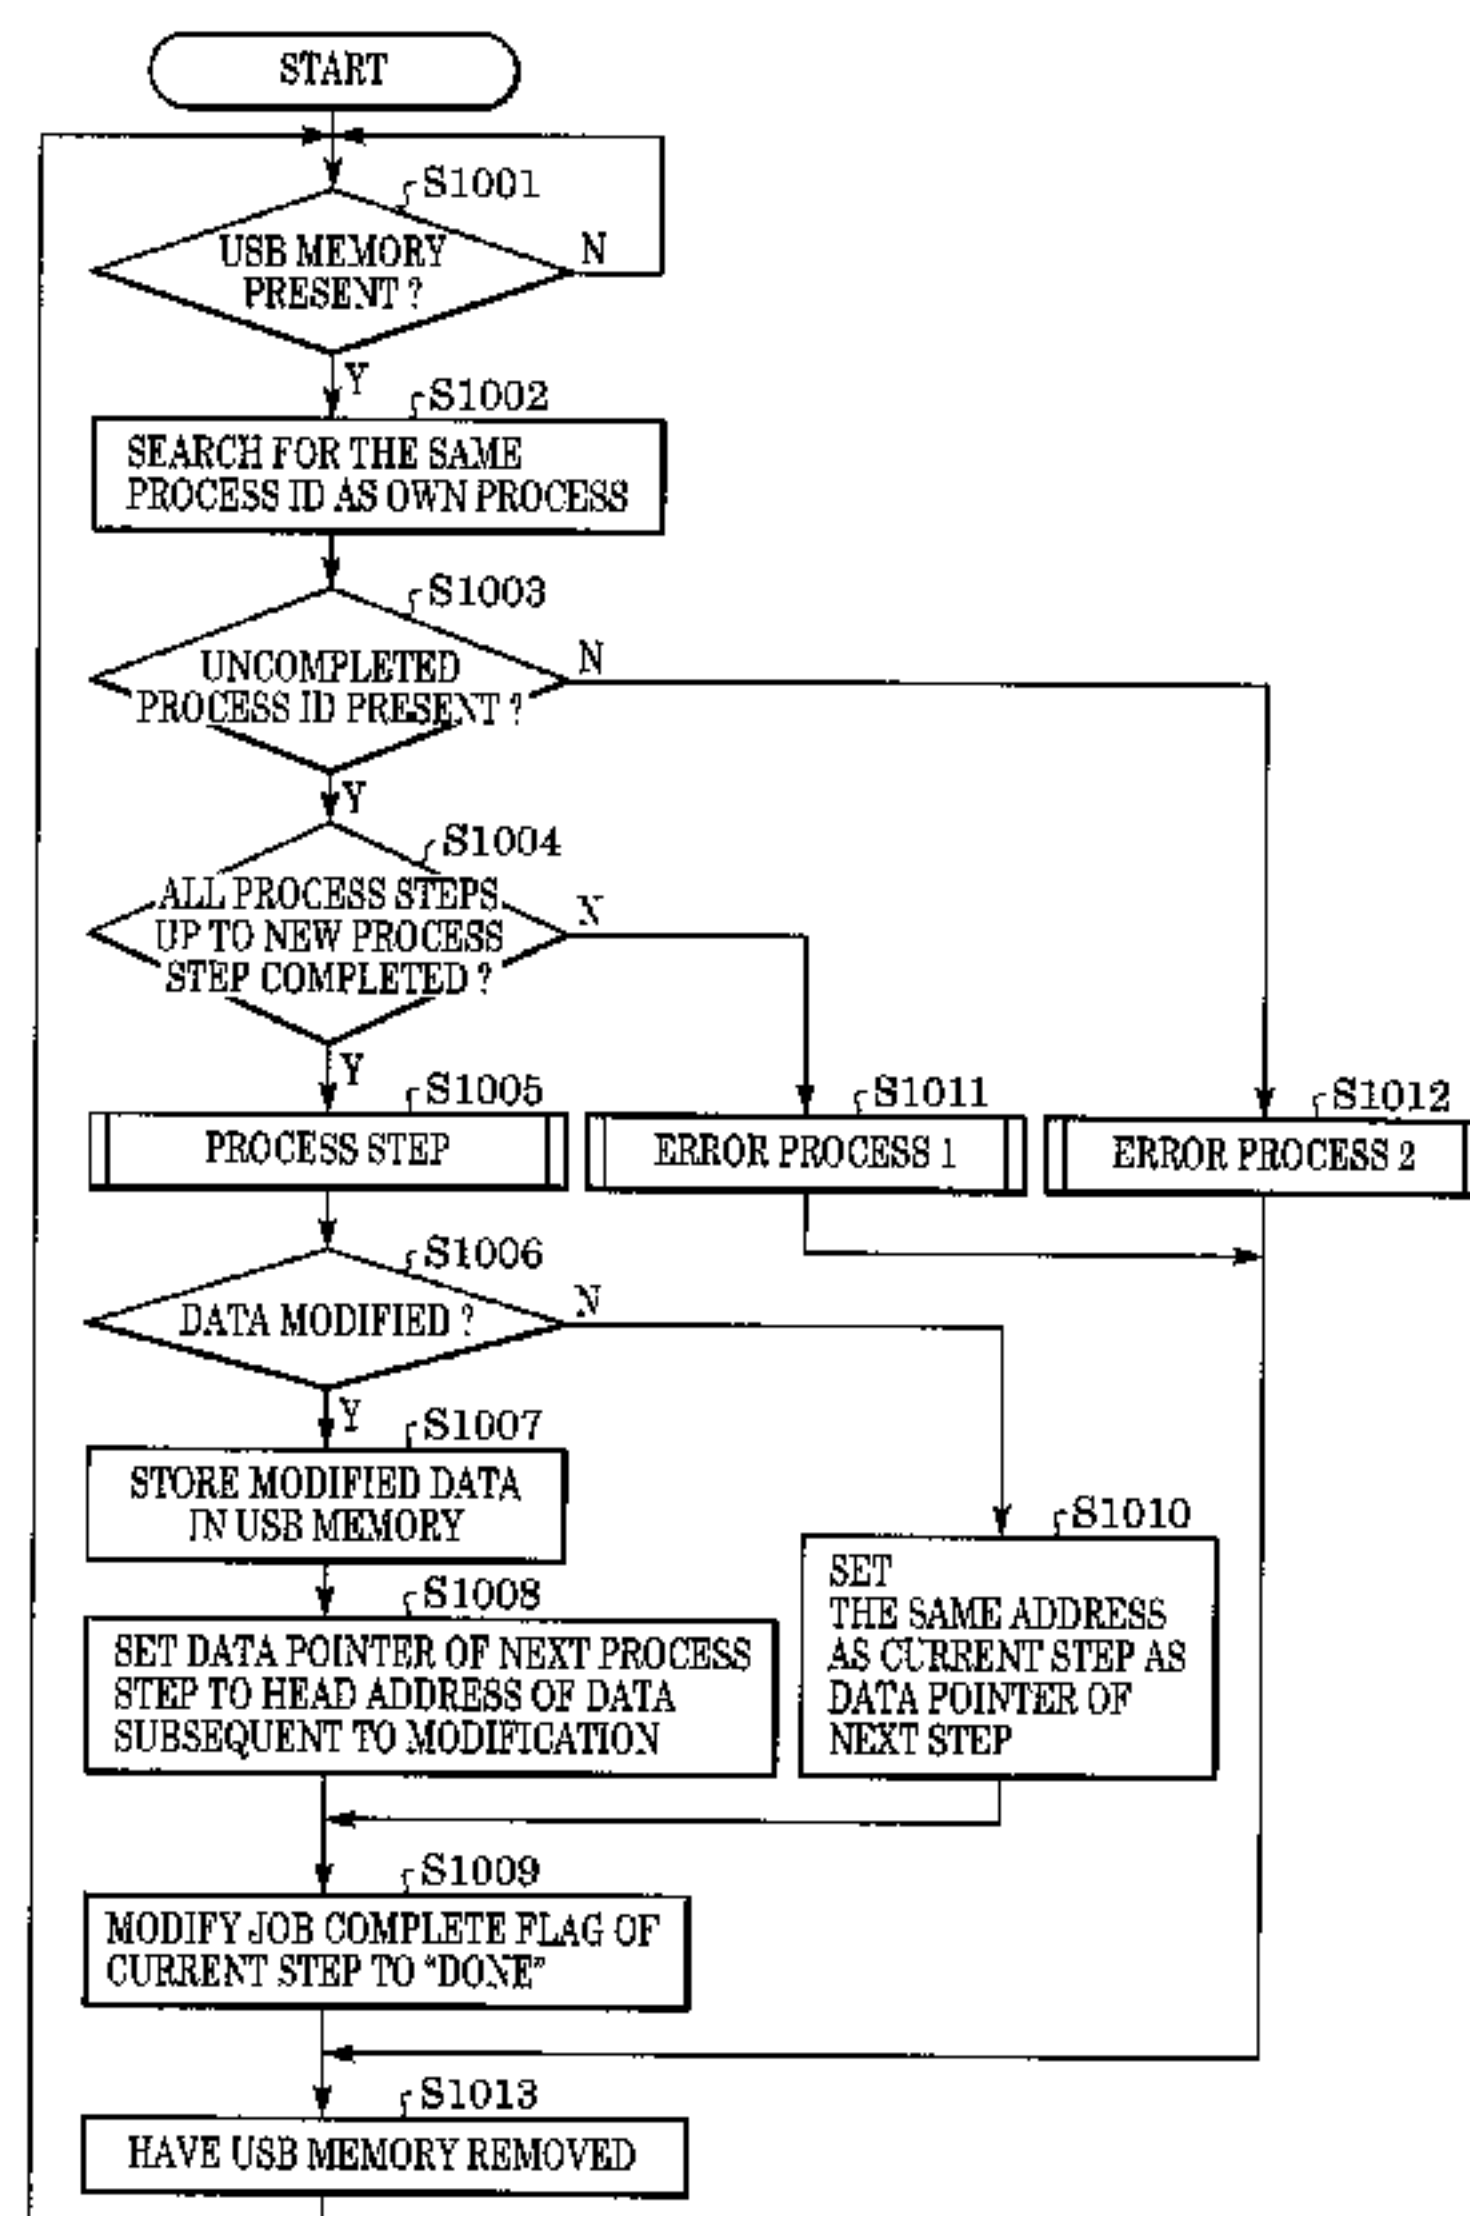 START
S1001
USB MEMORY
PRESENT ?
N
Y
S1002
SEARCH FOR THE SAME
PROCESS ID AS OWN PROCESS
S1003
UNCOMPLETED
PROCESS ID PRESENT ?
N
Y
S1004
ALL PROCESS STEPS
UP TO NEW PROCESS
STEP COMPLETED ?
N
Y
S1005
PROCESS STEP
S1011
ERROR PROCESS 1
S1012
ERROR PROCESS 2
S1006
DATA MODIFIED ?
N
Y
S1007
STORE MODIFIED DATA
IN USB MEMORY
S1010
SET
THE SAME ADDRESS
AS CURRENT STEP AS
DATA POINTER OF
NEXT STEP
S1008
SET DATA POINTER OF NEXT PROCESS
STEP TO HEAD ADDRESS OF DATA
SUBSEQUENT TO MODIFICATION
S1009
MODIFY JOB COMPLETE FLAG OF
CURRENT STEP TO “DONE”
S1013
HAVE USB MEMORY REMOVED